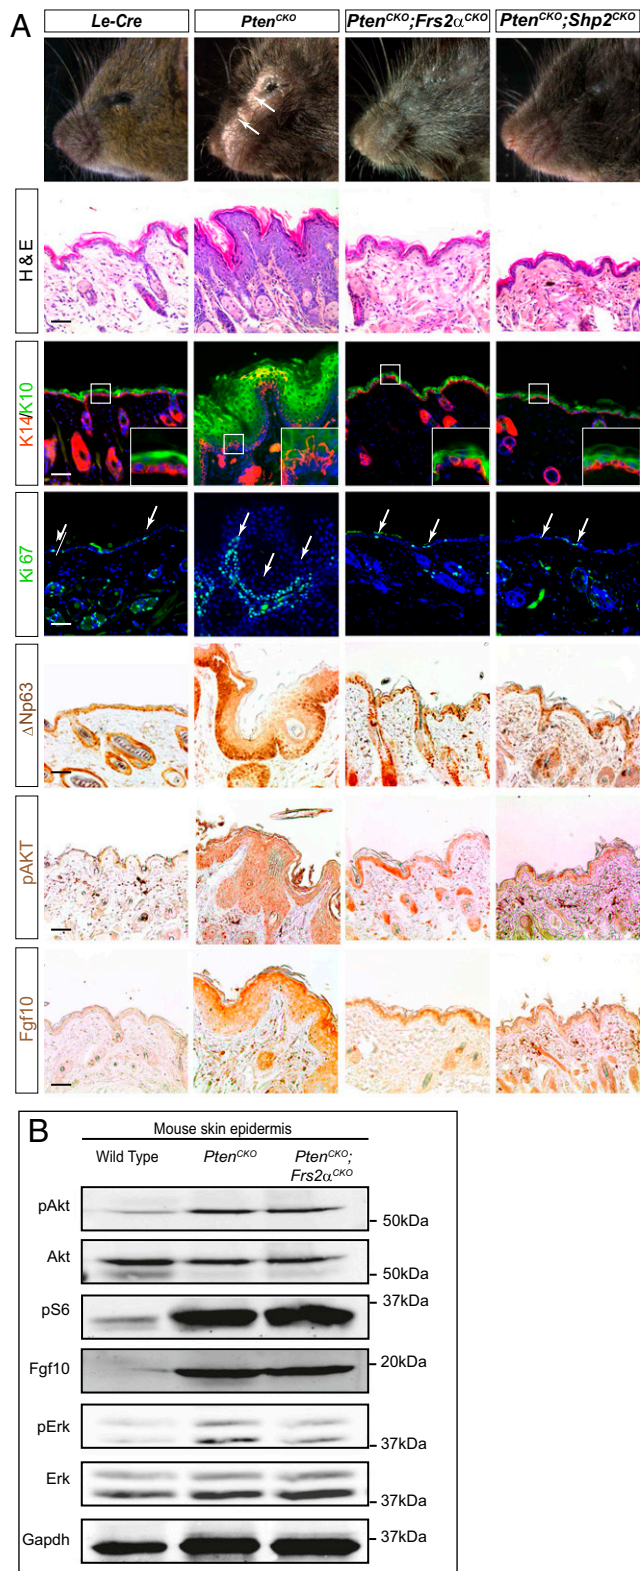 A
Le-Cre
Pten^CKO
Pten^CKO;Frs2α^CKO
Pten^CKO;Shp2^CKO
H & E
K14/K10
Ki 67
ΔNp63
pAKT
Fgf10
B
Mouse skin epidermis
Wild Type
Pten^CKO
Pten^CKO;
Frs2α^CKO
pAkt
50kDa
Akt
50kDa
pS6
37kDa
Fgf10
20kDa
pErk
37kDa
Erk
37kDa
Gapdh
37kDa